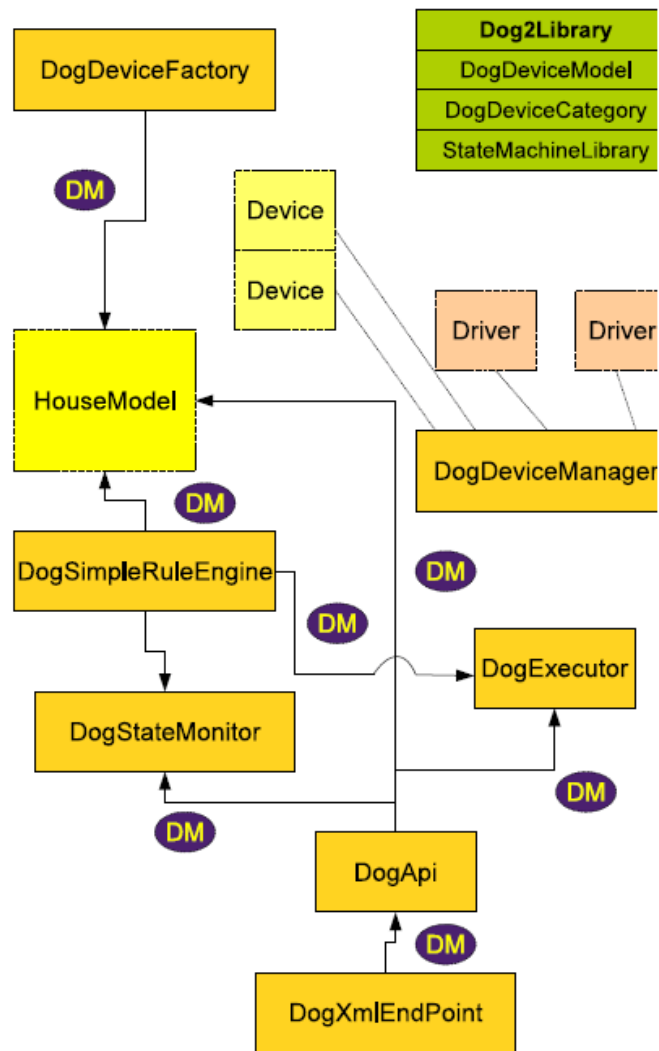 Dog2Library
DogDeviceFactory
DogDeviceModel
DogDeviceCategory
StateMachineLibrary
DM
Device
Device
Driver
Driver
HouseModel
DogDeviceManager
DM
DogSimpleRuleEngine
DM
DM
DogExecutor
DogStateMonitor
DM
DM
DogApi
DM
DogXmlEndPoint